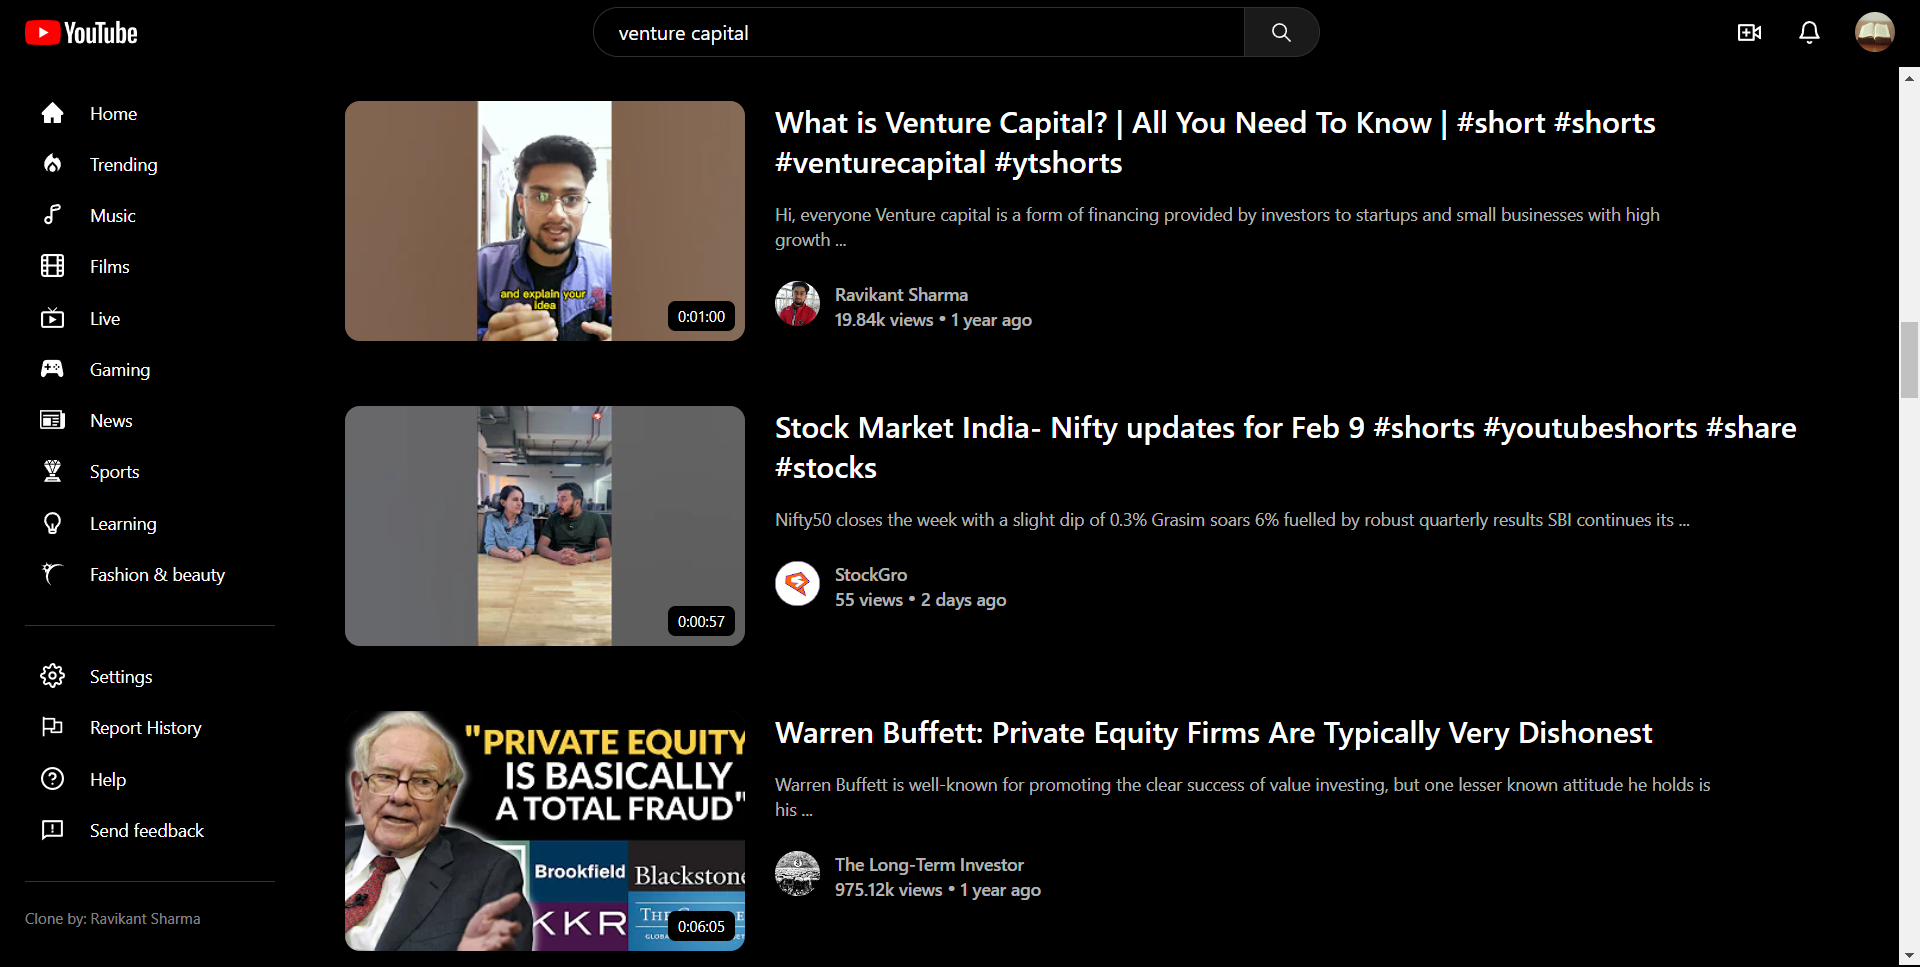 YouTube
venture capital
Home
Trending
Music
Films
Live
Gaming
News
Sports
Learning
Fashion & beauty
Settings
Report History
Help
Send feedback
Clone by: Ravikant Sharma
and explain your
idea
0:01:00
What is Venture Capital? | All You Need To Know | #short #shorts
#venturecapital #ytshorts
Hi, everyone Venture capital is a form of financing provided by investors to startups and small businesses with high
growth ...
Ravikant Sharma
19.84k views • 1 year ago
0:00:57
Stock Market India- Nifty updates for Feb 9 #shorts #youtubeshorts #share
#stocks
Nifty50 closes the week with a slight dip of 0.3% Grasim soars 6% fuelled by robust quarterly results SBI continues its ...
StockGro
55 views • 2 days ago
"PRIVATE EQUITY
IS BASICALLY
A TOTAL FRAUD"
Brookfield
Blackstone
KKR
0:06:05
Warren Buffett: Private Equity Firms Are Typically Very Dishonest
Warren Buffett is well-known for promoting the clear success of value investing, but one lesser known attitude he holds is
his ...
The Long-Term Investor
975.12k views • 1 year ago